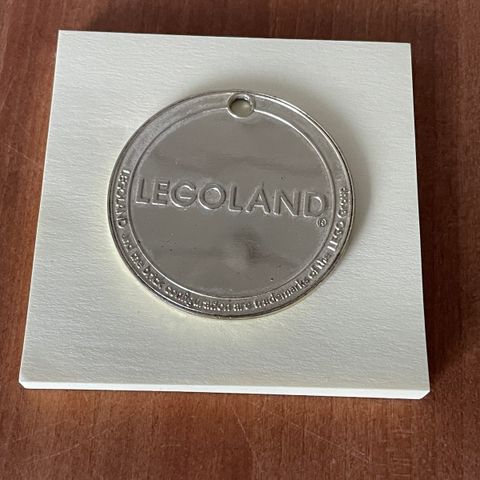 LEGOLAND®
LEGOLAND and the brick configuration are trademarks of the LEGO Group